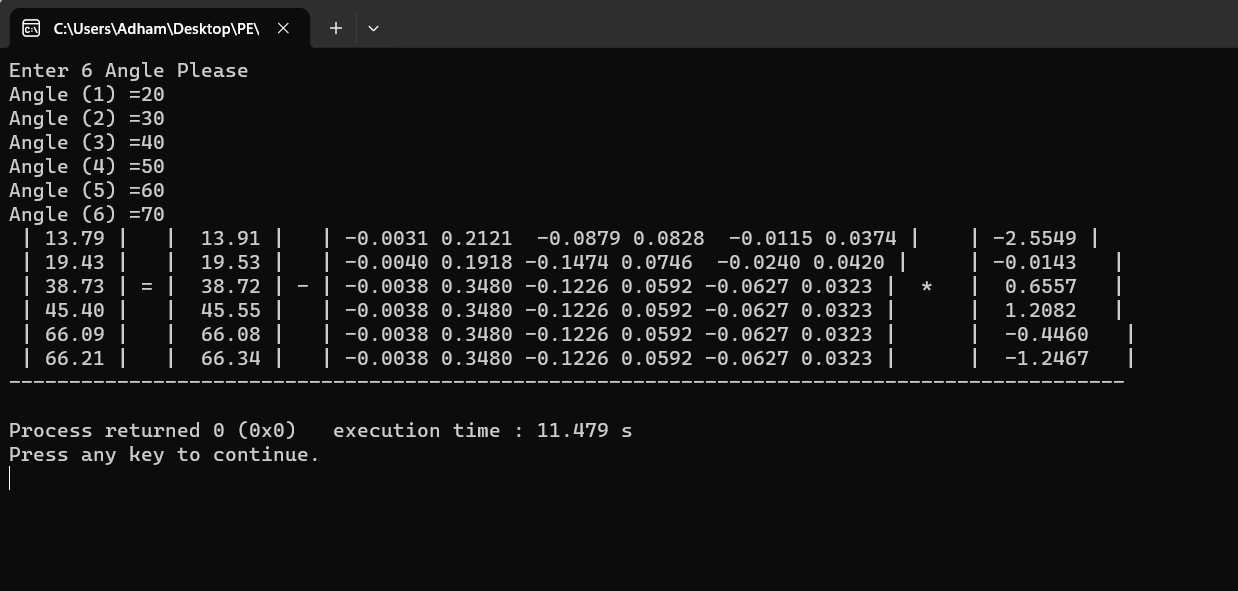 C:\Users\Adham\Desktop\PE\
Enter 6 Angle Please
Angle (1) =20
Angle (2) =30
Angle (3) =40
Angle (4) =50
Angle (5) =60
Angle (6) =70
 | 13.79 |   |  13.91 |   | -0.0031 0.2121  -0.0879 0.0828  -0.0115 0.0374 |    | -2.5549 |
 | 19.43 |   |  19.53 |   | -0.0040 0.1918 -0.1474 0.0746  -0.0240 0.0420 |     | -0.0143   |
 | 38.73 | = |  38.72 | - | -0.0038 0.3480 -0.1226 0.0592 -0.0627 0.0323 |  *   |  0.6557   |
 | 45.40 |   |  45.55 |   | -0.0038 0.3480 -0.1226 0.0592 -0.0627 0.0323 |      |  1.2082   |
 | 66.09 |   |  66.08 |   | -0.0038 0.3480 -0.1226 0.0592 -0.0627 0.0323 |      |  -0.4460   |
 | 66.21 |   |  66.34 |   | -0.0038 0.3480 -0.1226 0.0592 -0.0627 0.0323 |      |  -1.2467   |
---------------------------------------------------------------------------------------------
Process returned 0 (0x0)   execution time : 11.479 s
Press any key to continue.